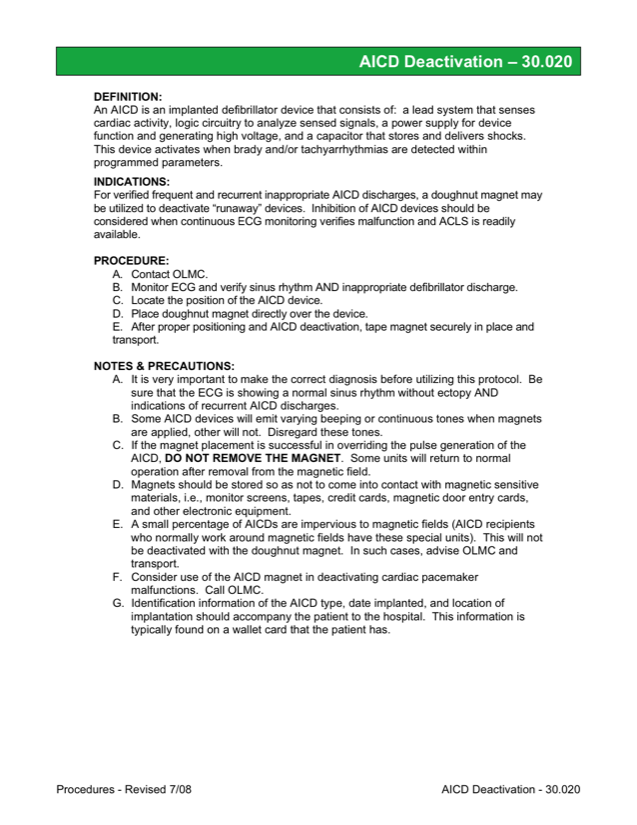 AICD Deactivation – 30.020
DEFINITION:
An AICD is an implanted defibrillator device that consists of:  a lead system that senses
cardiac activity, logic circuitry to analyze sensed signals, a power supply for device
function and generating high voltage, and a capacitor that stores and delivers shocks.
This device activates when brady and/or tachyarrhythmias are detected within
programmed parameters.
INDICATIONS:
For verified frequent and recurrent inappropriate AICD discharges, a doughnut magnet may
be utilized to deactivate “runaway” devices.  Inhibition of AICD devices should be
considered when continuous ECG monitoring verifies malfunction and ACLS is readily
available.
PROCEDURE:
A. Contact OLMC.
B. Monitor ECG and verify sinus rhythm AND inappropriate defibrillator discharge.
C. Locate the position of the AICD device.
D. Place doughnut magnet directly over the device.
E. After proper positioning and AICD deactivation, tape magnet securely in place and
transport.
NOTES & PRECAUTIONS:
A. It is very important to make the correct diagnosis before utilizing this protocol.  Be
sure that the ECG is showing a normal sinus rhythm without ectopy AND
indications of recurrent AICD discharges.
B. Some AICD devices will emit varying beeping or continuous tones when magnets
are applied, other will not.  Disregard these tones.
C. If the magnet placement is successful in overriding the pulse generation of the
AICD, DO NOT REMOVE THE MAGNET.  Some units will return to normal
operation after removal from the magnetic field.
D. Magnets should be stored so as not to come into contact with magnetic sensitive
materials, i.e., monitor screens, tapes, credit cards, magnetic door entry cards,
and other electronic equipment.
E. A small percentage of AICDs are impervious to magnetic fields (AICD recipients
who normally work around magnetic fields have these special units).  This will not
be deactivated with the doughnut magnet.  In such cases, advise OLMC and
transport.
F. Consider use of the AICD magnet in deactivating cardiac pacemaker
malfunctions.  Call OLMC.
G. Identification information of the AICD type, date implanted, and location of
implantation should accompany the patient to the hospital.  This information is
typically found on a wallet card that the patient has.
Procedures - Revised 7/08 AICD Deactivation - 30.020